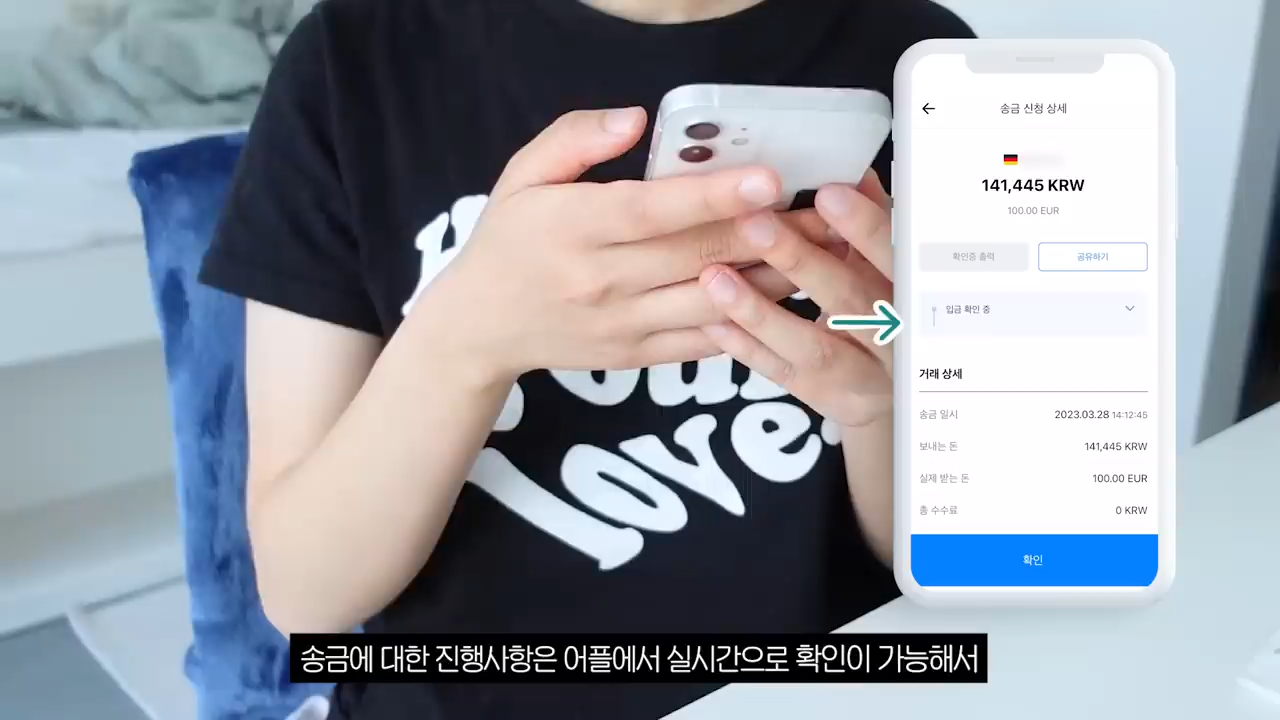 love.
송금 신청 상세
141,445 KRW
100.00 EUR
확인증 출력
공유하기
입금 확인 중
거래 상세
송금 일시 2023.03.28 14:12:45
보내는 돈 141,445 KRW
실제 받는 돈 100.00 EUR
총 수수료 0 KRW
확인
송금에 대한 진행사항은 어플에서 실시간으로 확인이 가능해서